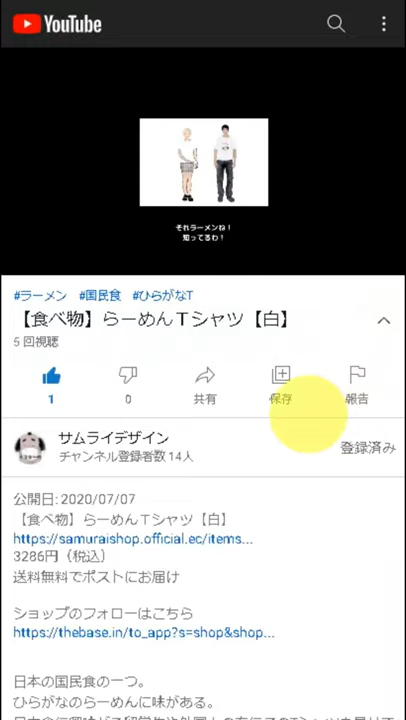 YouTube
それラーメンね！
知ってるわ！
#ラーメン #国民食 #ひらがなT
【食べ物】らーめんTシャツ【白】
5 回視聴
1
0
共有
保存
報告
サムライデザイン
チャンネル登録者数 14人
登録済み
公開日: 2020/07/07
【食べ物】らーめんTシャツ【白】
https://samuraishop.official.ec/items...
3286円（税込）
送料無料でポストにお届け
ショップのフォローはこちら
https://thebase.in/to_app?s=shop&shop...
日本の国民食の一つ。
ひらがなのらーめんに味がある。